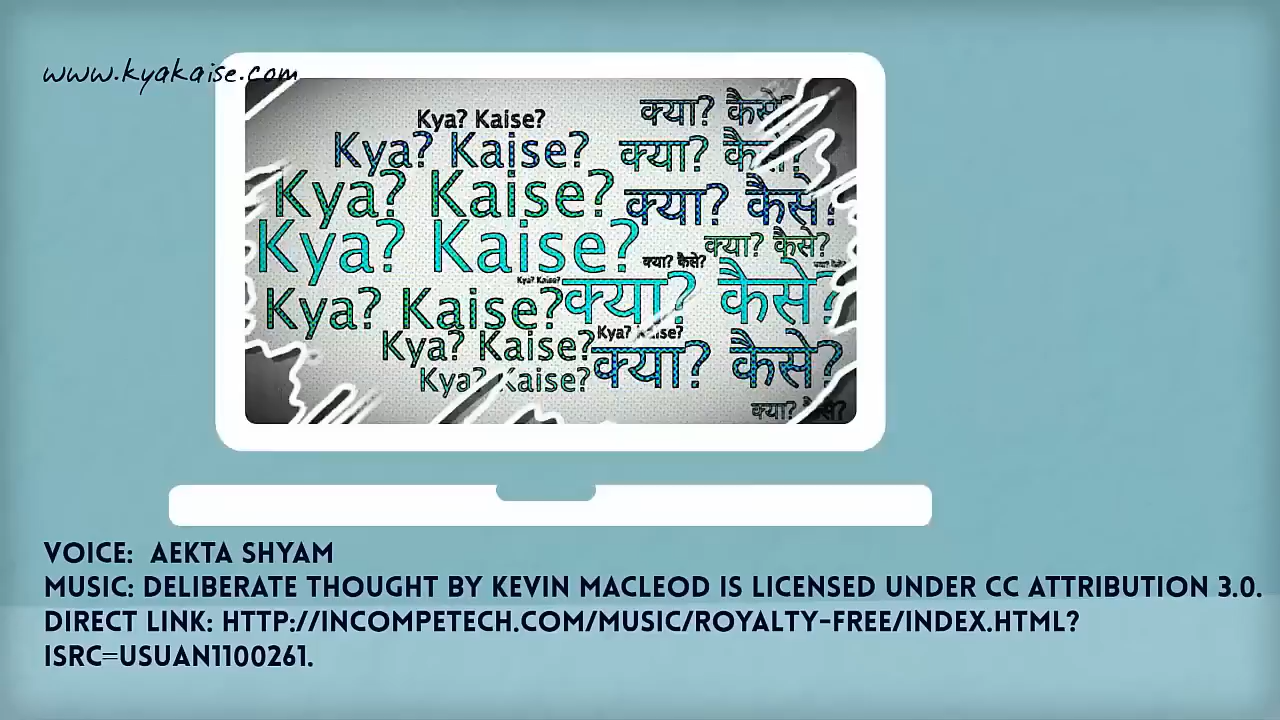 www.kyakaise.com
Kya? Kaise?
क्या? कैसे?
Kya? Kaise?
क्या? कैसे?
Kya? Kaise?
क्या? कैसे?
Kya? Kaise?
क्या? कैसे?
क्या? कैसे?
Kya? Kaise?
क्या? कैसे?
Kya? Kaise?
Kya? Kaise?
Kya? Kaise?
क्या? कैसे?
Kya? Kaise?
क्या? कैसे?
VOICE: AEKTA SHYAM
MUSIC: DELIBERATE THOUGHT BY KEVIN MACLEOD IS LICENSED UNDER CC ATTRIBUTION 3.0.
DIRECT LINK: HTTP://INCOMPETECH.COM/MUSIC/ROYALTY-FREE/INDEX.HTML?
ISRC=USUAN1100261.